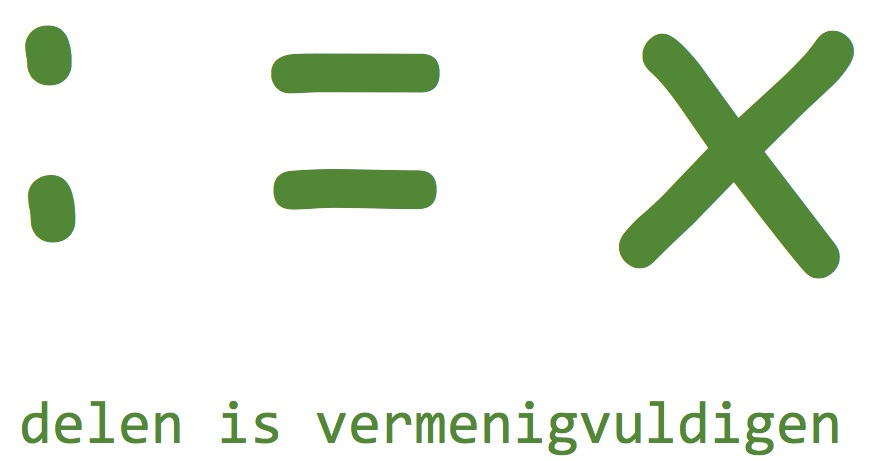 : = x
delen is vermenigvuldigen